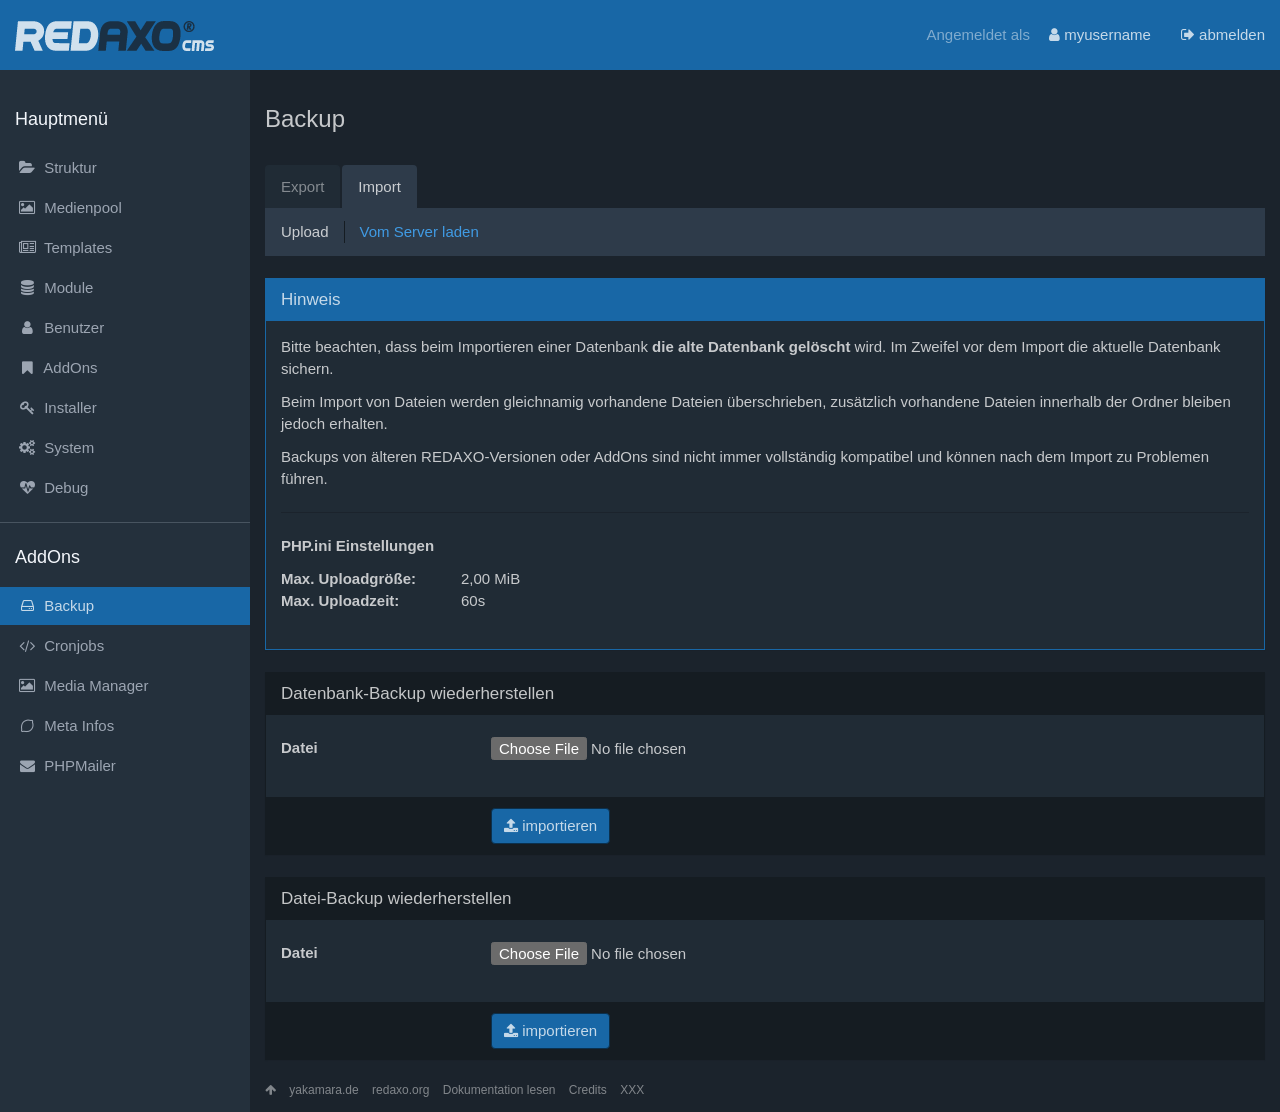 REDAXO® cms
Angemeldet als myusername abmelden
Hauptmenü
Struktur
Medienpool
Templates
Module
Benutzer
AddOns
Installer
System
Debug
AddOns
Backup
Cronjobs
Media Manager
Meta Infos
PHPMailer
Backup
Export Import
Upload Vom Server laden
Hinweis
Bitte beachten, dass beim Importieren einer Datenbank die alte Datenbank gelöscht wird. Im Zweifel vor dem Import die aktuelle Datenbank
sichern.
Beim Import von Dateien werden gleichnamig vorhandene Dateien überschrieben, zusätzlich vorhandene Dateien innerhalb der Ordner bleiben
jedoch erhalten.
Backups von älteren REDAXO-Versionen oder AddOns sind nicht immer vollständig kompatibel und können nach dem Import zu Problemen
führen.
PHP.ini Einstellungen
Max. Uploadgröße: 2,00 MiB
Max. Uploadzeit: 60s
Datenbank-Backup wiederherstellen
Datei Choose File No file chosen
importieren
Datei-Backup wiederherstellen
Datei Choose File No file chosen
importieren
yakamara.de redaxo.org Dokumentation lesen Credits XXX